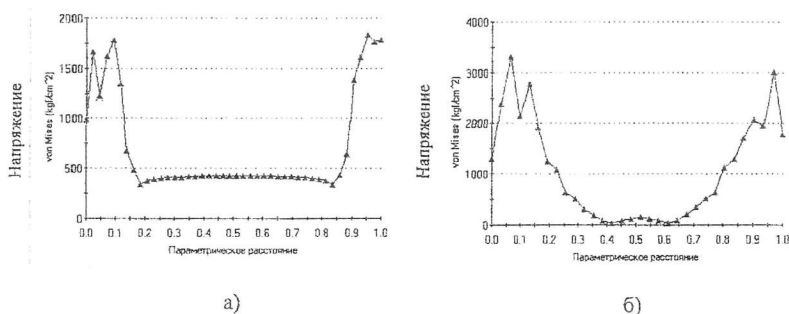 2000
1500
1000
500
0
Напряжение
von Mises (kgf/cm^2)
0.0 0.1 0.2 0.3 0.4 0.5 0.6 0.7 0.8 0.9 1.0
Параметрическое расстояние
а)
4000
3000
2000
1000
0
Напряжение
von Mises (kgf/cm^2)
0.0 0.1 0.2 0.3 0.4 0.5 0.6 0.7 0.8 0.9 1.0
Параметрическое расстояние
б)